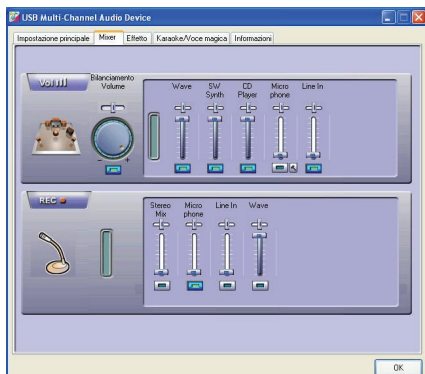 USB Multi-Channel Audio Device
Impostazione principale Mixer Effetto Karaoke/Voce magica Informazioni
Bilanciamento
Volume
Wave SW Synth CD Player Micro phone Line In
- +
REC
Stereo Mix Micro phone Line In Wave
OK